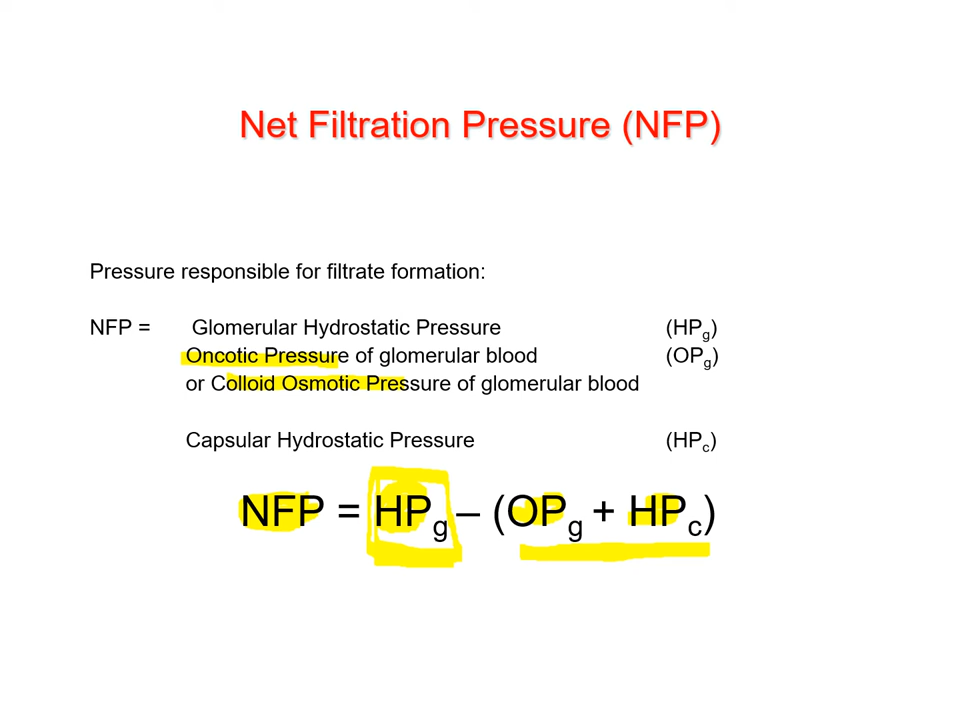 Net Filtration Pressure (NFP)
Pressure responsible for filtrate formation:
NFP = Glomerular Hydrostatic Pressure (HPg)
Oncotic Pressure of glomerular blood (OPg)
or Colloid Osmotic Pressure of glomerular blood
Capsular Hydrostatic Pressure (HPc)
NFP = HPg – (OPg + HPc)